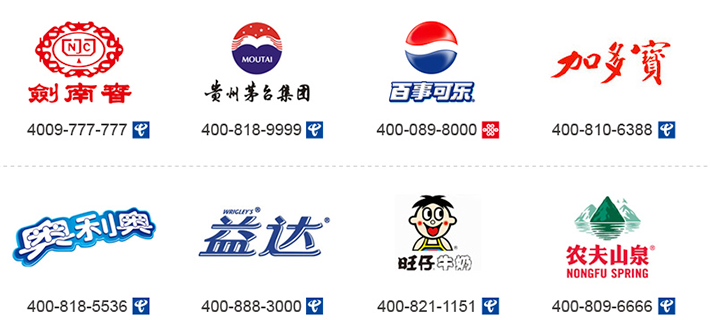 NJC
MOUTAI
劍南春
貴州茅台集团
百事可乐
加多寶
4009-777-777
400-818-9999
400-089-8000
400-810-6388
奥利奥
WRIGLEY'S®
益达®
旺仔牛奶®
农夫山泉®
NONGFU SPRING
400-818-5536
400-888-3000
400-821-1151
400-809-6666